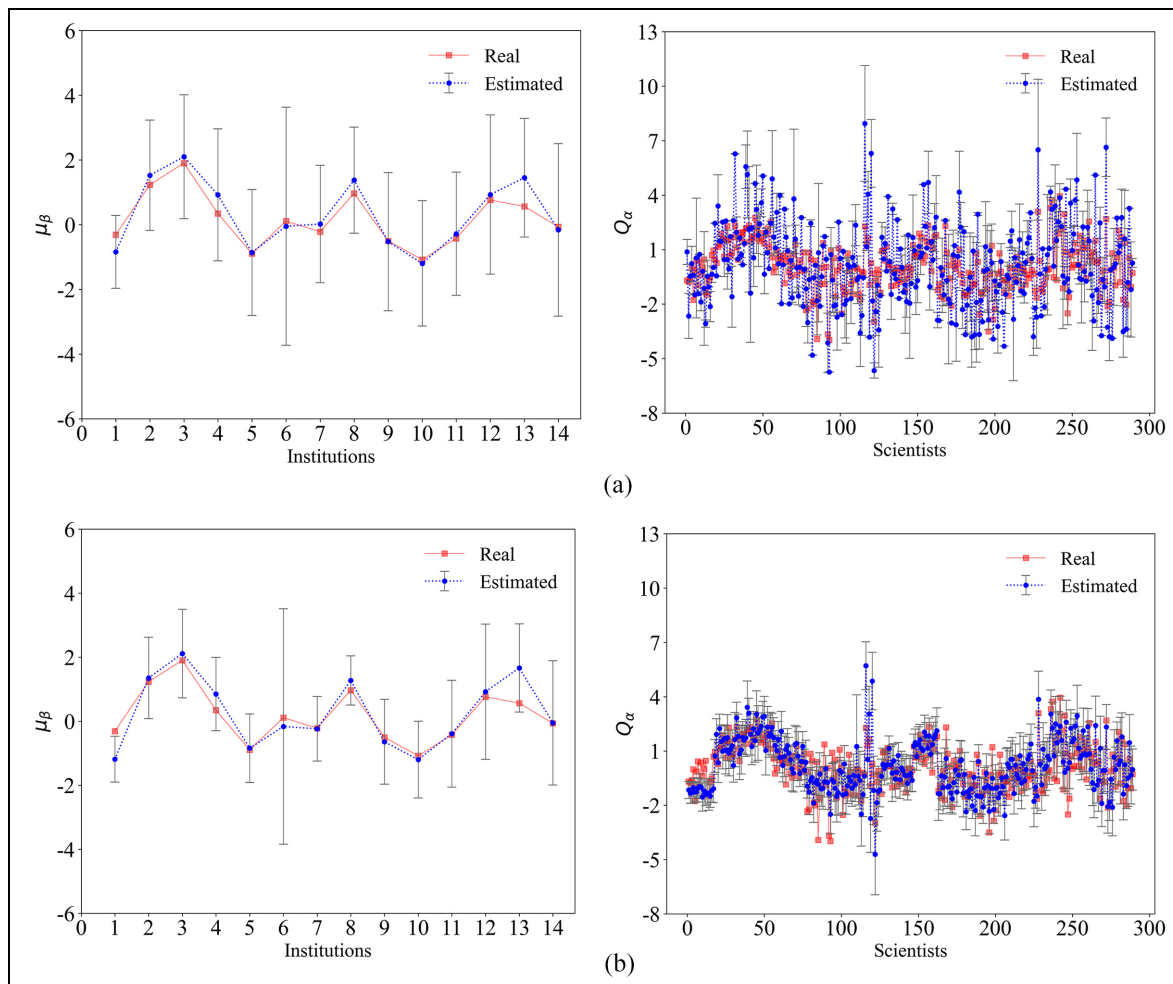 6
4
2
0
-2
-4
-6
μβ
Real
Estimated
0 1 2 3 4 5 6 7 8 9 10 11 12 13 14
Institutions
13
10
7
4
1
-2
-5
-8
Qα
Real
Estimated
0 50 100 150 200 250 300
Scientists
(a)
6
4
2
0
-2
-4
-6
μβ
Real
Estimated
0 1 2 3 4 5 6 7 8 9 10 11 12 13 14
Institutions
13
10
7
4
1
-2
-5
-8
Qα
Real
Estimated
0 50 100 150 200 250 300
Scientists
(b)